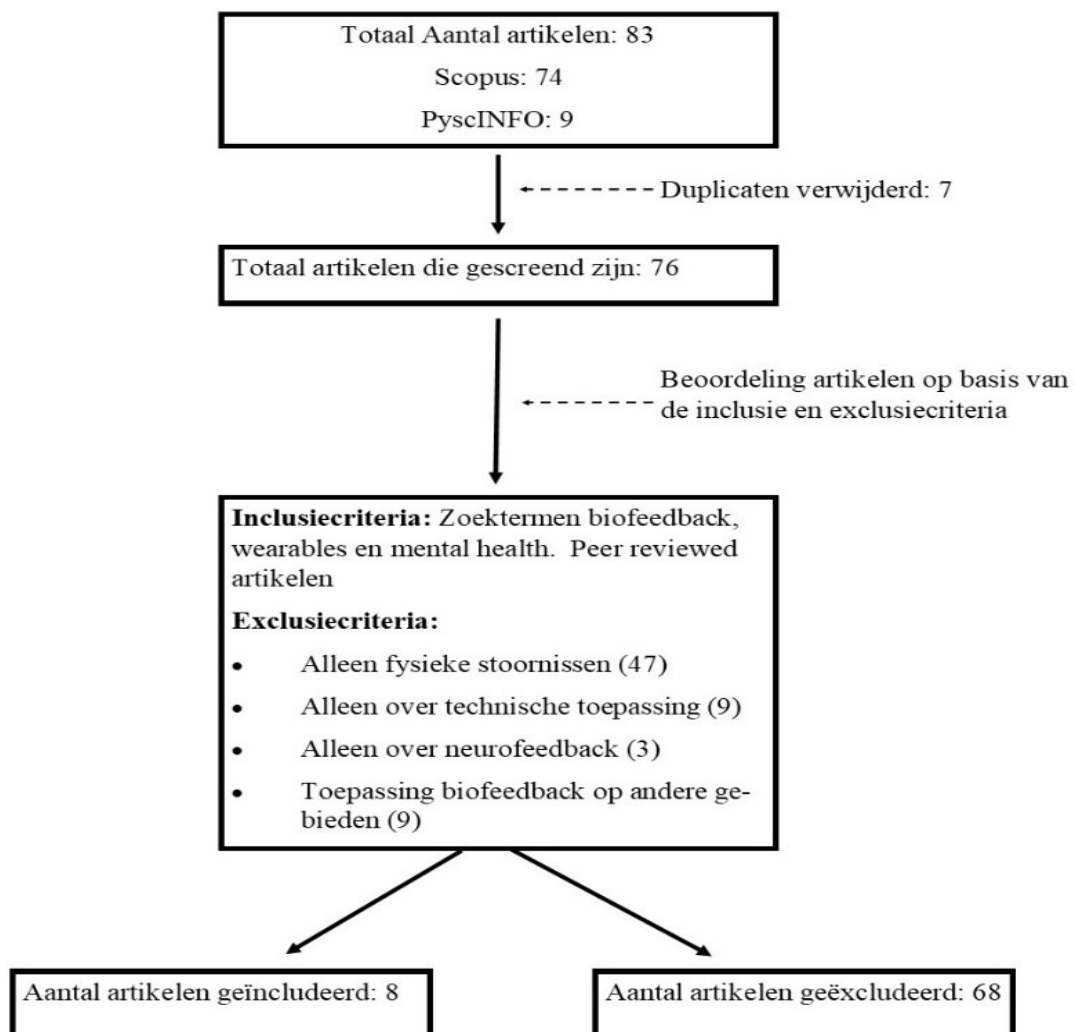 Totaal Aantal artikelen: 83
Scopus: 74
PyscINFO: 9
Duplicaten verwijderd: 7
Totaal artikelen die gescreend zijn: 76
Beoordeling artikelen op basis van
de inclusie en exclusiecriteria
Inclusiecriteria: Zoektermen biofeedback,
wearables en mental health. Peer reviewed
artikelen
Exclusiecriteria:
• Alleen fysieke stoornissen (47)
• Alleen over technische toepassing (9)
• Alleen over neurofeedback (3)
• Toepassing biofeedback op andere ge-
bieden (9)
Aantal artikelen geïncludeerd: 8
Aantal artikelen geëxcludeerd: 68